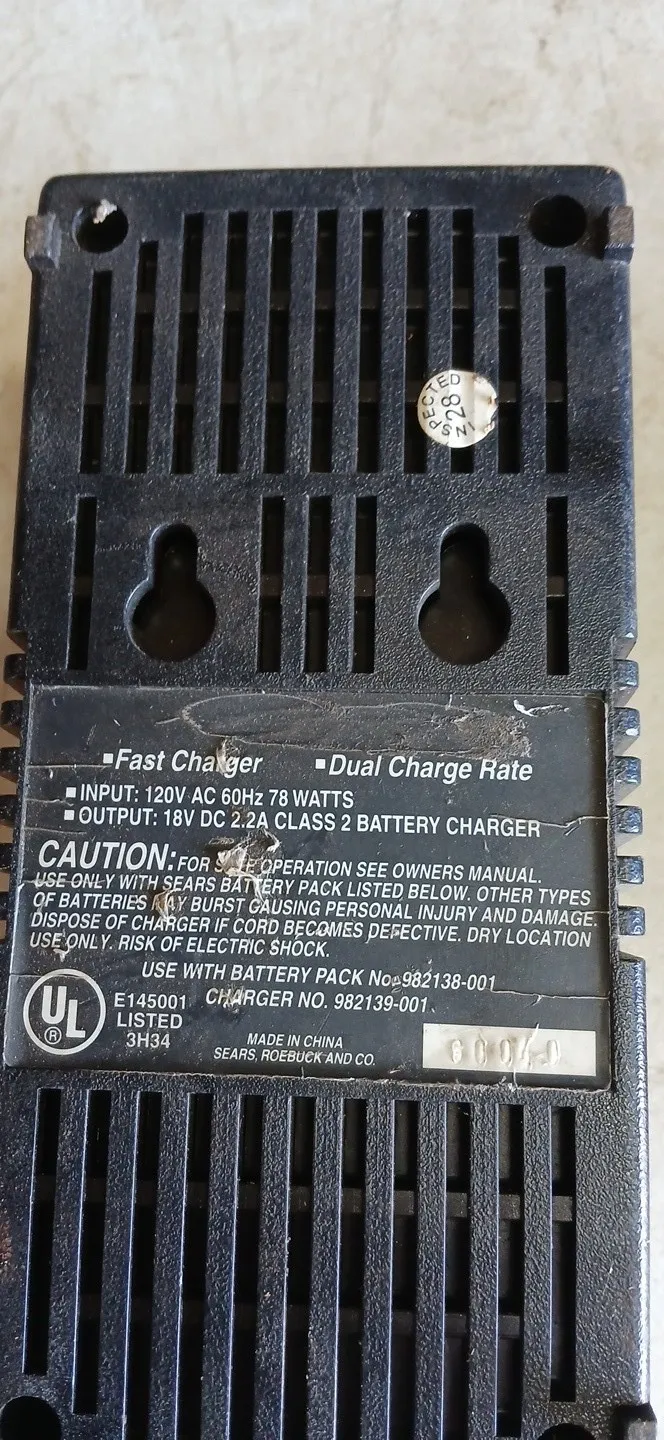 INSPECTED
28
▪Fast Charger ▪Dual Charge Rate
▪INPUT: 120V AC 60Hz 78 WATTS
▪OUTPUT: 18V DC 2.2A CLASS 2 BATTERY CHARGER
CAUTION: FOR SAFE OPERATION SEE OWNERS MANUAL.
USE ONLY WITH SEARS BATTERY PACK LISTED BELOW. OTHER TYPES
OF BATTERIES MAY BURST CAUSING PERSONAL INJURY AND DAMAGE.
DISPOSE OF CHARGER IF CORD BECOMES DEFECTIVE. DRY LOCATION
USE ONLY. RISK OF ELECTRIC SHOCK.
USE WITH BATTERY PACK No. 982138-001
CHARGER NO. 982139-001
UL ®
E145001
LISTED
3H34
MADE IN CHINA
SEARS, ROEBUCK AND CO.